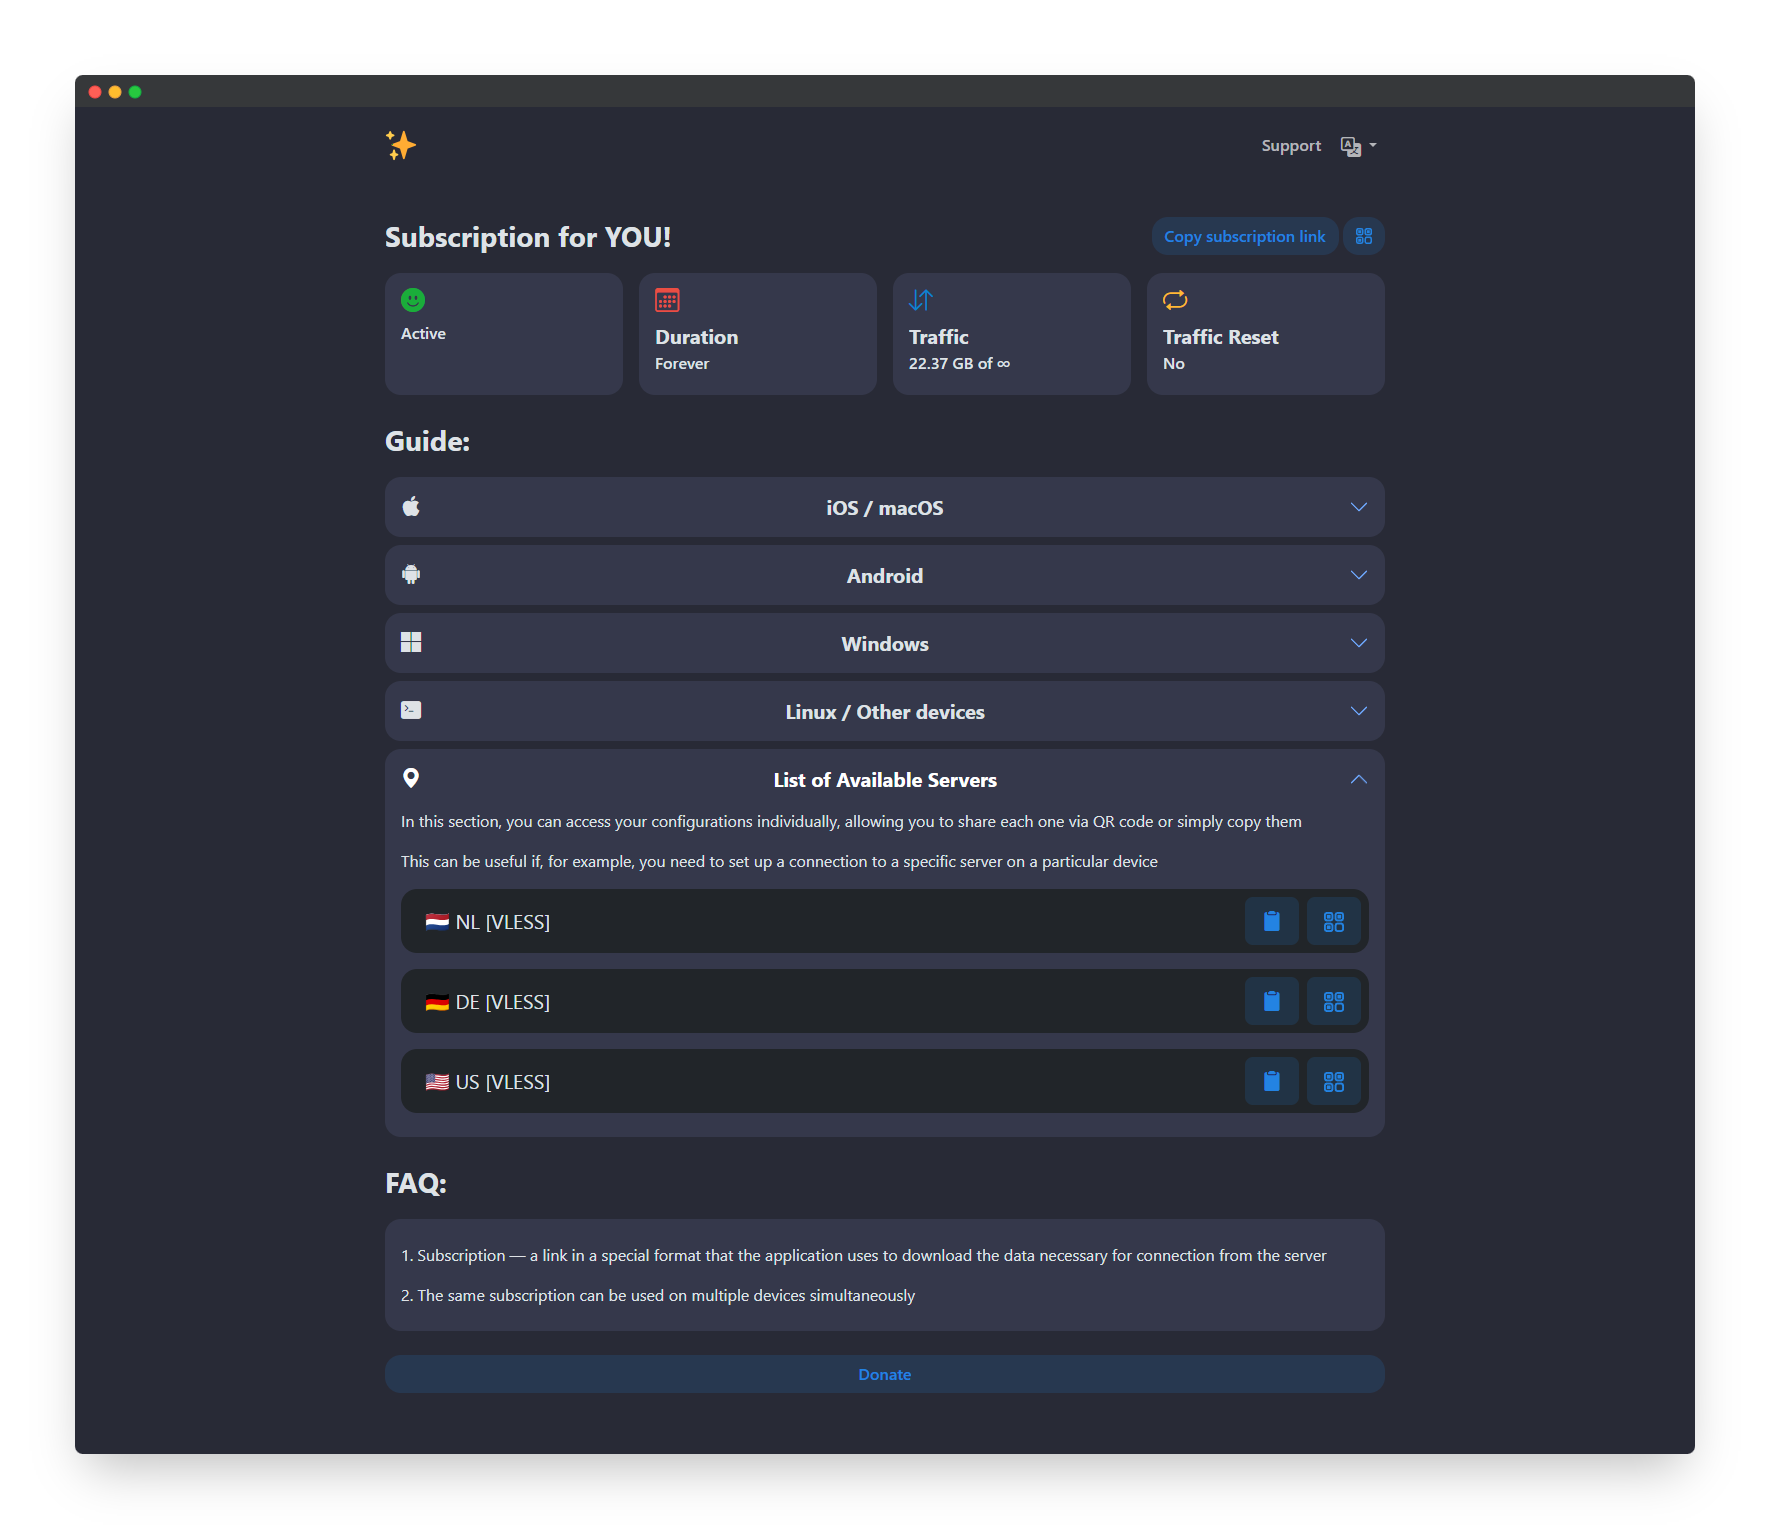 Support
Subscription for YOU!
Copy subscription link
Active
Duration
Forever
Traffic
22.37 GB of ∞
Traffic Reset
No
Guide:
iOS / macOS
Android
Windows
Linux / Other devices
List of Available Servers
In this section, you can access your configurations individually, allowing you to share each one via QR code or simply copy them
This can be useful if, for example, you need to set up a connection to a specific server on a particular device
NL [VLESS]
DE [VLESS]
US [VLESS]
FAQ:
1. Subscription — a link in a special format that the application uses to download the data necessary for connection from the server
2. The same subscription can be used on multiple devices simultaneously
Donate